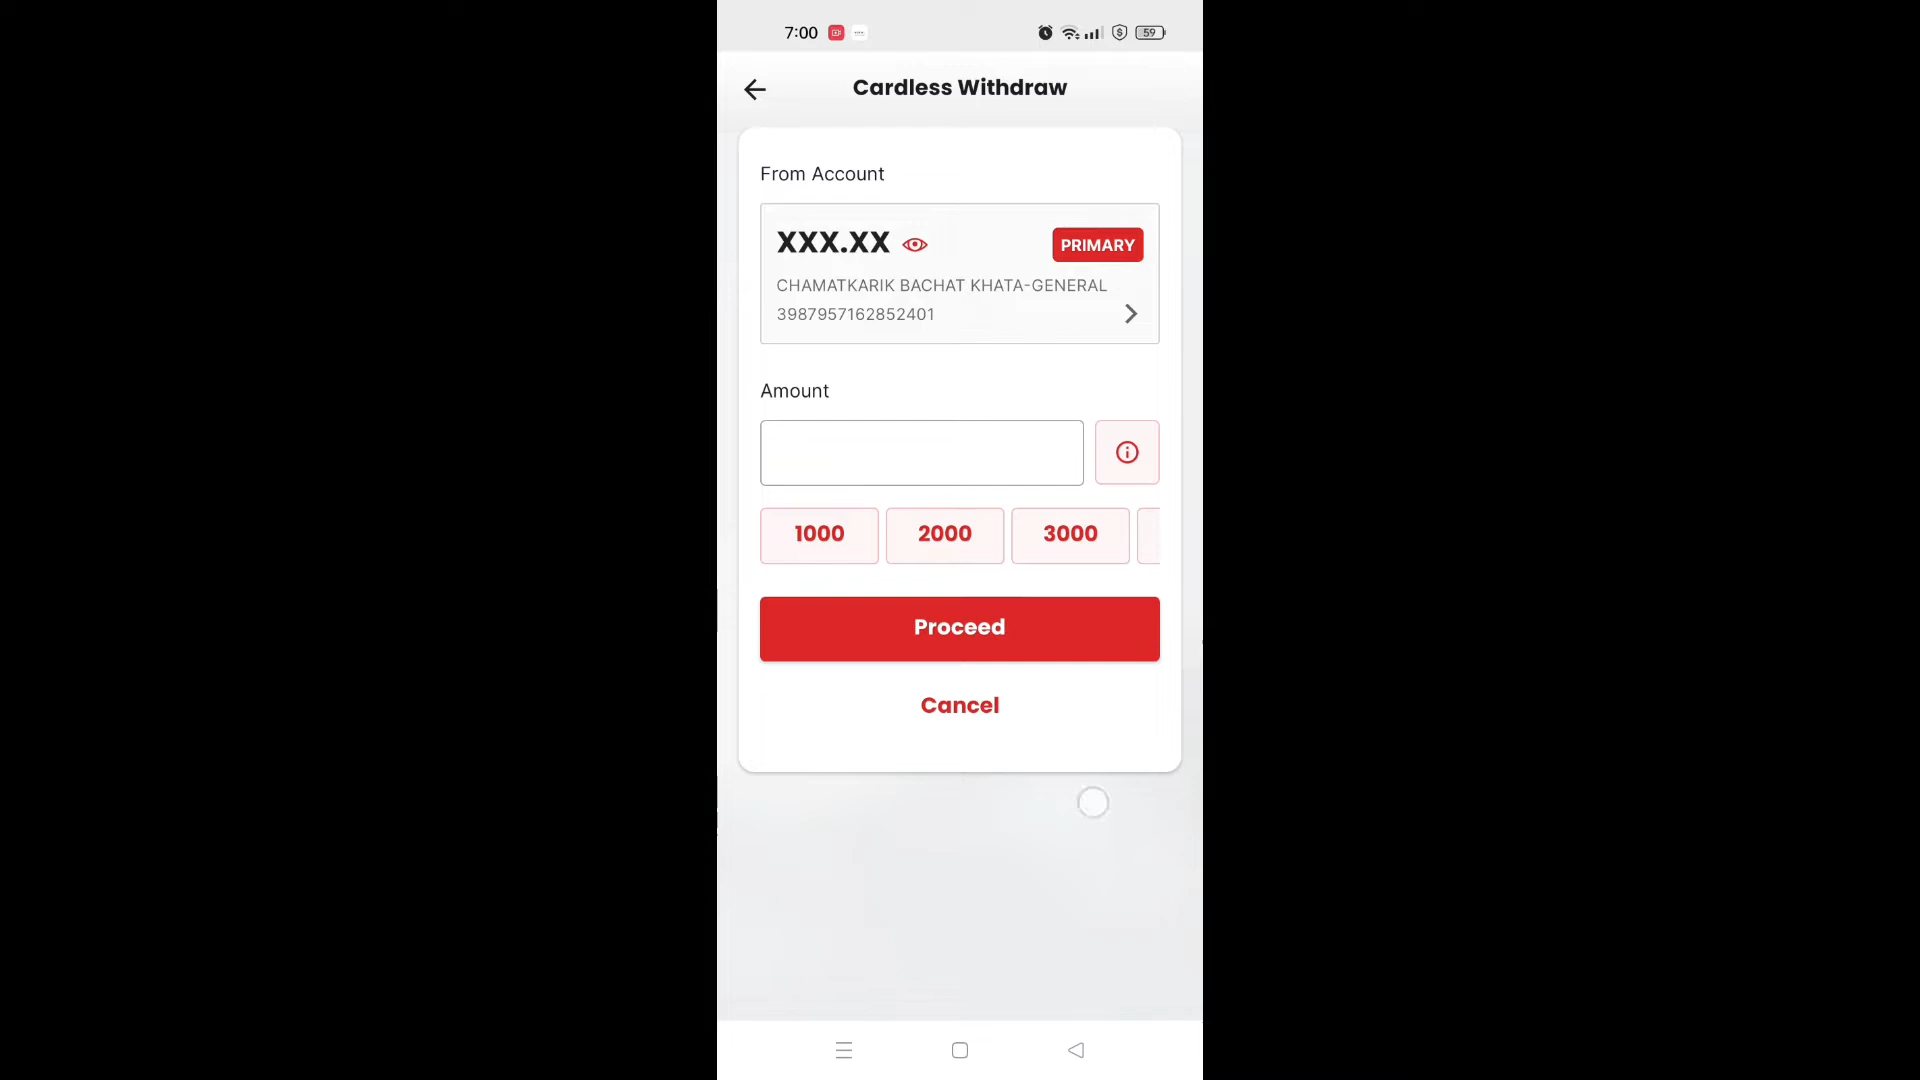 7:00
59
Cardless Withdraw
From Account
XXX.XX
PRIMARY
CHAMATKARIK BACHAT KHATA-GENERAL
3987957162852401
Amount
1000 2000 3000
Proceed
Cancel